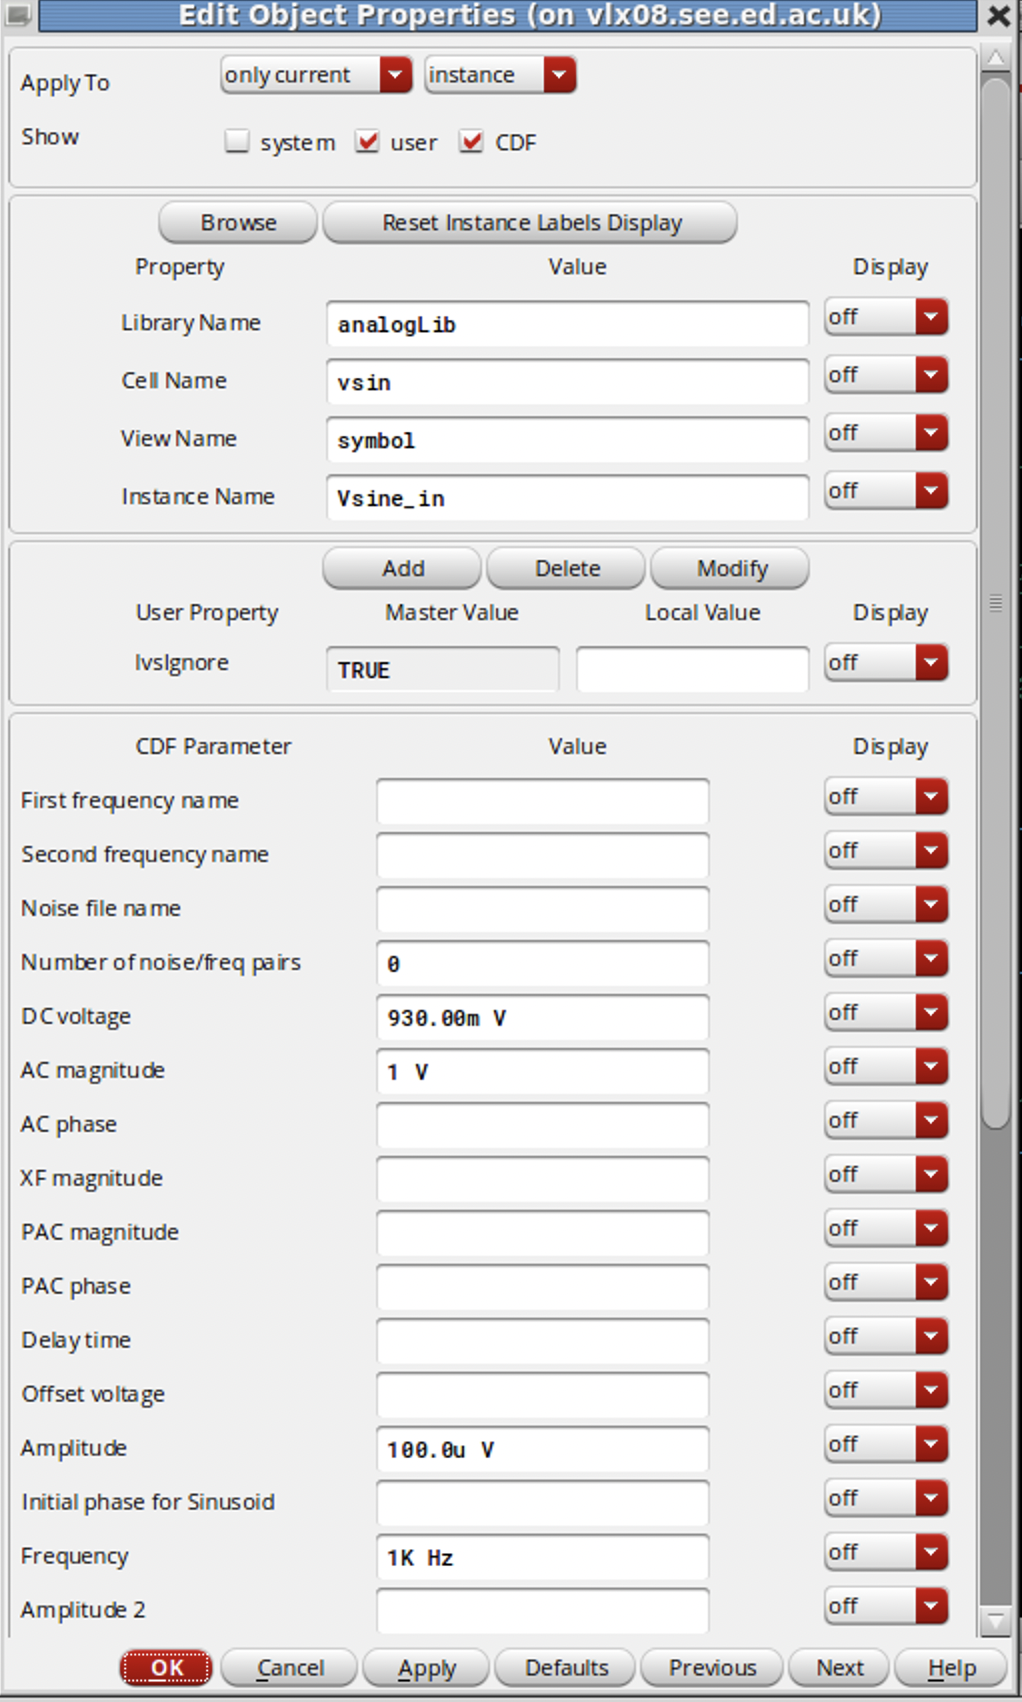 Edit Object Properties (on vlx08.see.ed.ac.uk)
Apply To only current instance
Show system user CDF
Browse Reset Instance Labels Display
Property Value Display
Library Name analogLib off
Cell Name vsin off
View Name symbol off
Instance Name Vsine_in off
Add Delete Modify
User Property Master Value Local Value Display
lvsIgnore TRUE off
CDF Parameter Value Display
First frequency name off
Second frequency name off
Noise file name off
Number of noise/freq pairs 0 off
DC voltage 930.00m V off
AC magnitude 1 V off
AC phase off
XF magnitude off
PAC magnitude off
PAC phase off
Delay time off
Offset voltage off
Amplitude 100.0u V off
Initial phase for Sinusoid off
Frequency 1K Hz off
Amplitude 2 off
OK Cancel Apply Defaults Previous Next Help